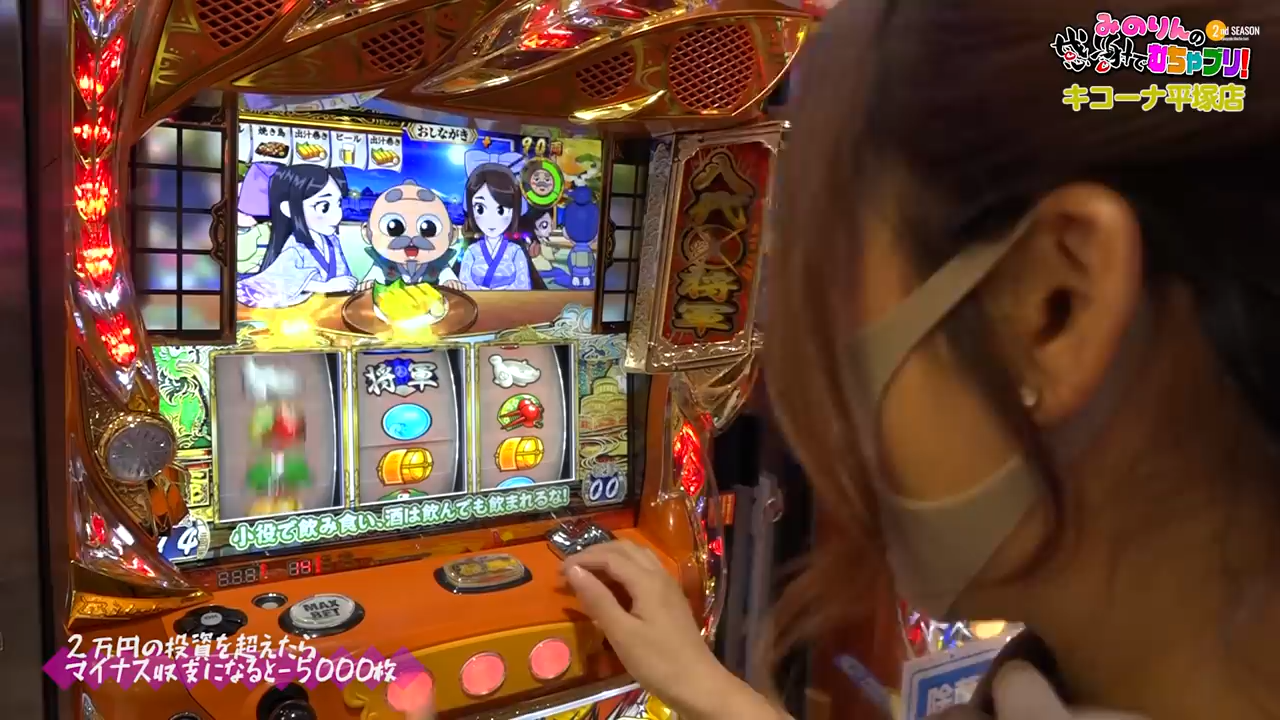 みのりんの
2nd SEASON
感謝でむちゃブリ!
キコーナ平塚店
焼き鳥
出汁巻き
ビール
出汁巻き
おしながき
90
八代将軍
将軍
00
小役で飲み食い、酒は飲んでも飲まれるな!
14
MAX
BET
2万円の投資を超えたら
マイナス収支になると-5000枚